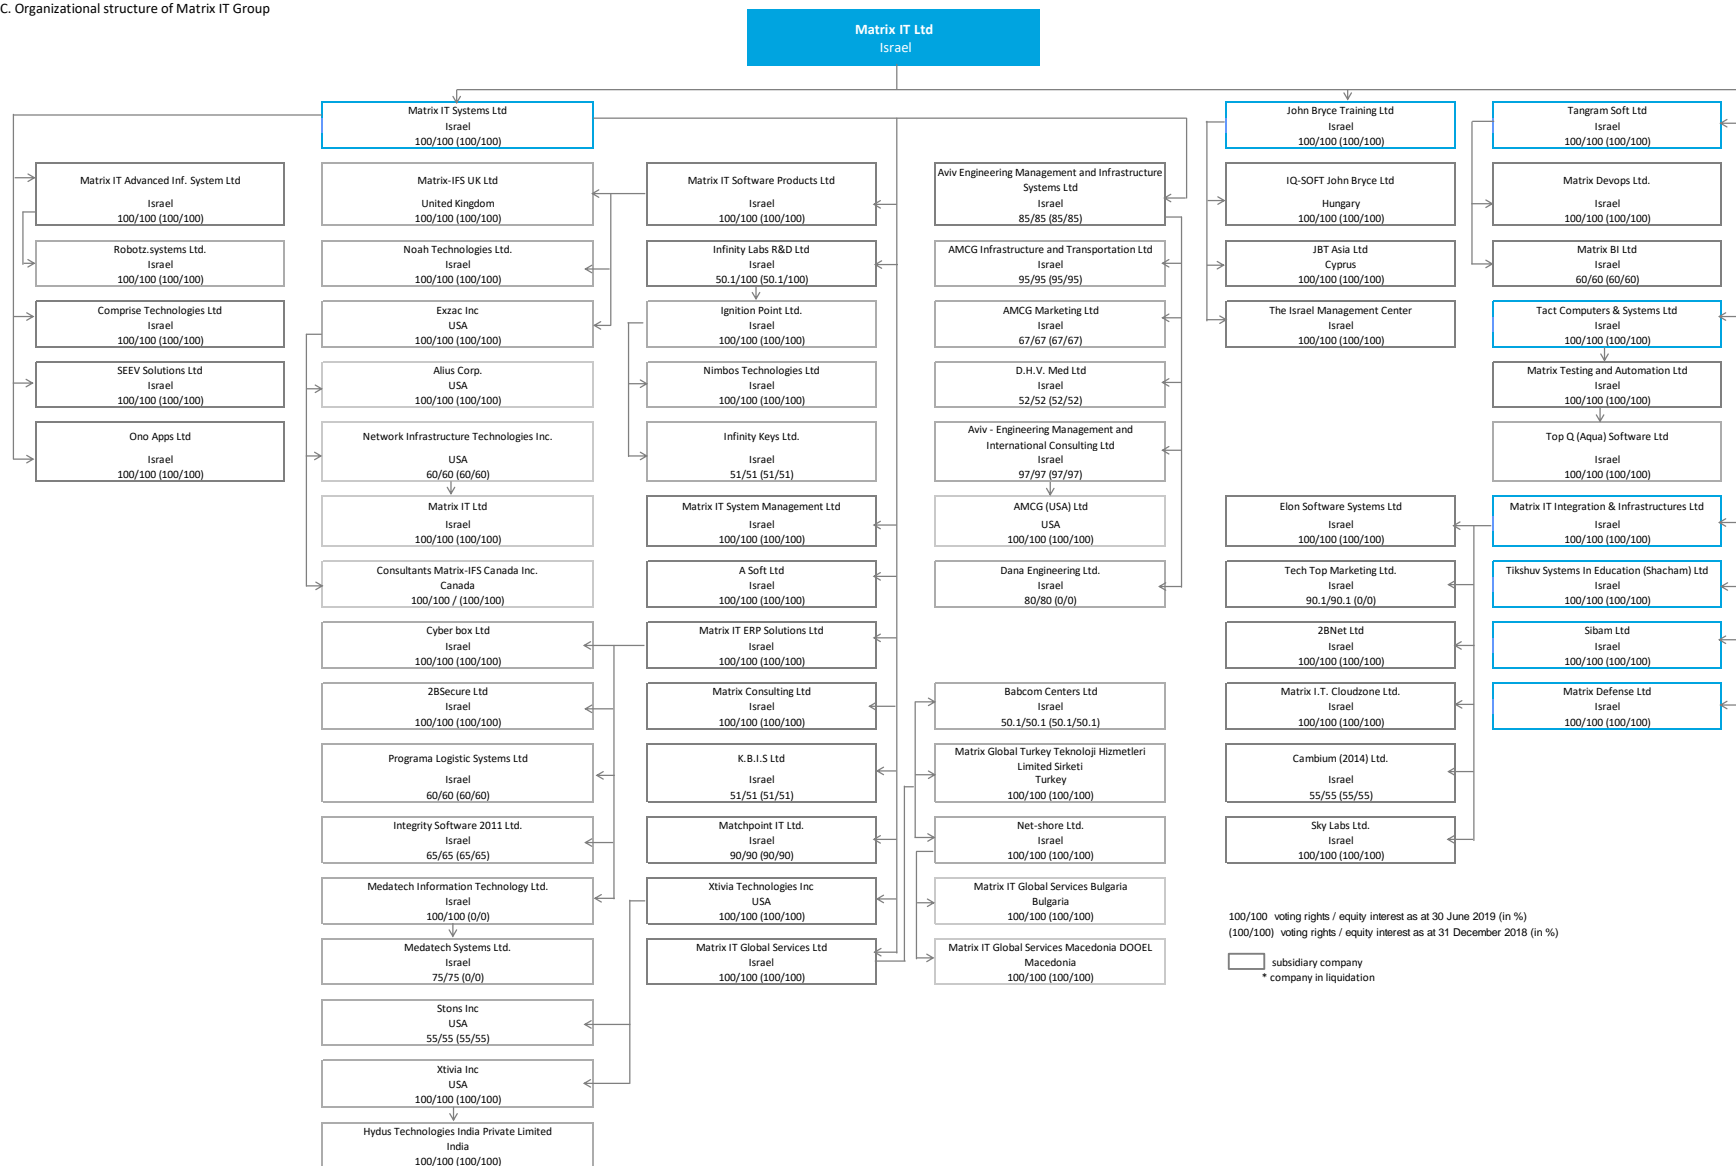 C. Organizational structure of Matrix IT Group
Matrix IT Ltd
Israel
Matrix IT Systems Ltd
Israel
100/100 (100/100)
John Bryce Training Ltd
Israel
100/100 (100/100)
Tangram Soft Ltd
Israel
100/100 (100/100)
Matrix IT Advanced Inf. System Ltd
Israel
100/100 (100/100)
Matrix-IFS UK Ltd
United Kingdom
100/100 (100/100)
Matrix IT Software Products Ltd
Israel
100/100 (100/100)
Aviv Engineering Management and Infrastructure
Systems Ltd
Israel
85/85 (85/85)
IQ-SOFT John Bryce Ltd
Hungary
100/100 (100/100)
Matrix Devops Ltd.
Israel
100/100 (100/100)
Robotz.systems Ltd.
Israel
100/100 (100/100)
Noah Technologies Ltd.
Israel
100/100 (100/100)
Infinity Labs R&D Ltd
Israel
50.1/100 (50.1/100)
AMCG Infrastructure and Transportation Ltd
Israel
95/95 (95/95)
JBT Asia Ltd
Cyprus
100/100 (100/100)
Matrix BI Ltd
Israel
60/60 (60/60)
Comprise Technologies Ltd
Israel
100/100 (100/100)
Exzac Inc
USA
100/100 (100/100)
Ignition Point Ltd.
Israel
100/100 (100/100)
AMCG Marketing Ltd
Israel
67/67 (67/67)
The Israel Management Center
Israel
100/100 (100/100)
Tact Computers & Systems Ltd
Israel
100/100 (100/100)
SEEV Solutions Ltd
Israel
100/100 (100/100)
Alius Corp.
USA
100/100 (100/100)
Nimbos Technologies Ltd
Israel
100/100 (100/100)
D.H.V. Med Ltd
Israel
52/52 (52/52)
Matrix Testing and Automation Ltd
Israel
100/100 (100/100)
Ono Apps Ltd
Israel
100/100 (100/100)
Network Infrastructure Technologies Inc.
USA
60/60 (60/60)
Infinity Keys Ltd.
Israel
51/51 (51/51)
Aviv - Engineering Management and
International Consulting Ltd
Israel
97/97 (97/97)
Top Q (Aqua) Software Ltd
Israel
100/100 (100/100)
Matrix IT Ltd
Israel
100/100 (100/100)
Matrix IT System Management Ltd
Israel
100/100 (100/100)
AMCG (USA) Ltd
USA
100/100 (100/100)
Elon Software Systems Ltd
Israel
100/100 (100/100)
Matrix IT Integration & Infrastructures Ltd
Israel
100/100 (100/100)
Consultants Matrix-IFS Canada Inc.
Canada
100/100 / (100/100)
A Soft Ltd
Israel
100/100 (100/100)
Dana Engineering Ltd.
Israel
80/80 (0/0)
Tech Top Marketing Ltd.
Israel
90.1/90.1 (0/0)
Tikshuv Systems In Education (Shacham) Ltd
Israel
100/100 (100/100)
Cyber box Ltd
Israel
100/100 (100/100)
Matrix IT ERP Solutions Ltd
Israel
100/100 (100/100)
2BNet Ltd
Israel
100/100 (100/100)
Sibam Ltd
Israel
100/100 (100/100)
2BSecure Ltd
Israel
100/100 (100/100)
Matrix Consulting Ltd
Israel
100/100 (100/100)
Babcom Centers Ltd
Israel
50.1/50.1 (50.1/50.1)
Matrix I.T. Cloudzone Ltd.
Israel
100/100 (100/100)
Matrix Defense Ltd
Israel
100/100 (100/100)
Programa Logistic Systems Ltd
Israel
60/60 (60/60)
K.B.I.S Ltd
Israel
51/51 (51/51)
Matrix Global Turkey Teknoloji Hizmetleri
Limited Sirketi
Turkey
100/100 (100/100)
Cambium (2014) Ltd.
Israel
55/55 (55/55)
Integrity Software 2011 Ltd.
Israel
65/65 (65/65)
Matchpoint IT Ltd.
Israel
90/90 (90/90)
Net-shore Ltd.
Israel
100/100 (100/100)
Sky Labs Ltd.
Israel
100/100 (100/100)
Medatech Information Technology Ltd.
Israel
100/100 (0/0)
Xtivia Technologies Inc
USA
100/100 (100/100)
Matrix IT Global Services Bulgaria
Bulgaria
100/100 (100/100)
Medatech Systems Ltd.
Israel
75/75 (0/0)
Matrix IT Global Services Ltd
Israel
100/100 (100/100)
Matrix IT Global Services Macedonia DOOEL
Macedonia
100/100 (100/100)
100/100 voting rights / equity interest as at 30 June 2019 (in %)
(100/100) voting rights / equity interest as at 31 December 2018 (in %)
subsidiary company
* company in liquidation
Stons Inc
USA
55/55 (55/55)
Xtivia Inc
USA
100/100 (100/100)
Hydus Technologies India Private Limited
India
100/100 (100/100)